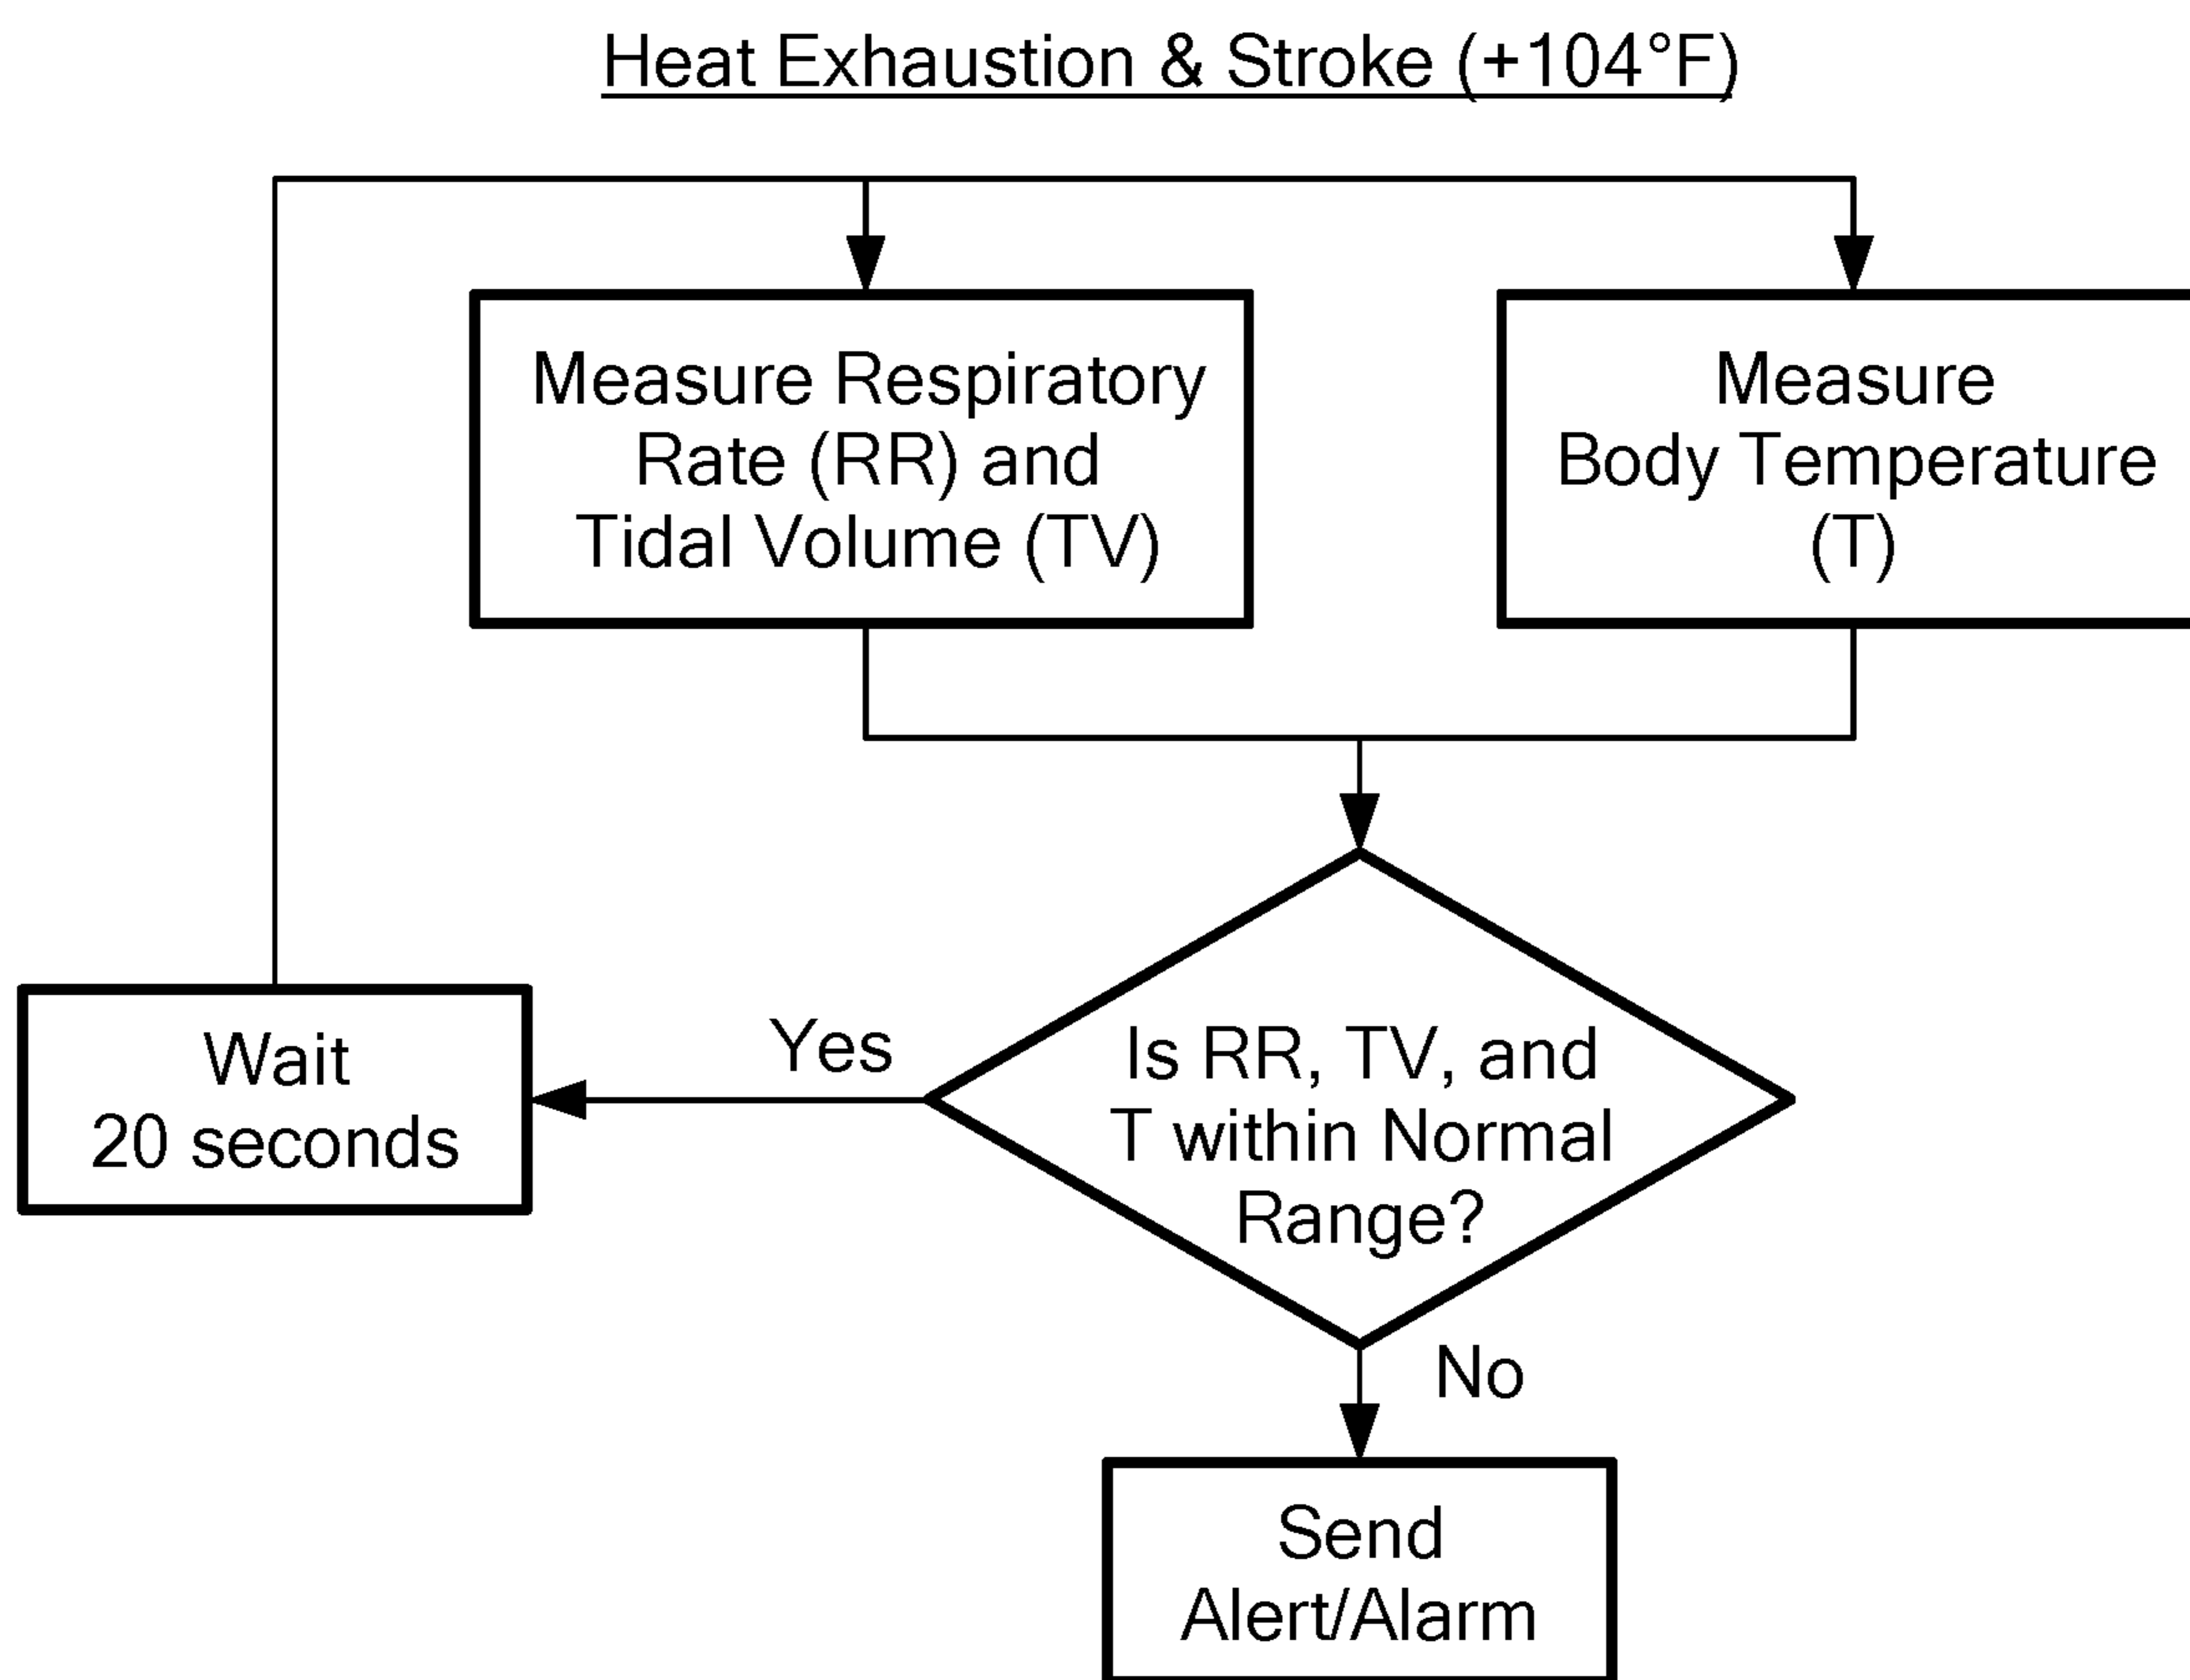 Heat Exhaustion & Stroke (+104°F)
Measure Respiratory
Rate (RR) and
Tidal Volume (TV)
Measure
Body Temperature
(T)
Wait
20 seconds
Yes
Is RR, TV, and
T within Normal
Range?
No
Send
Alert/Alarm